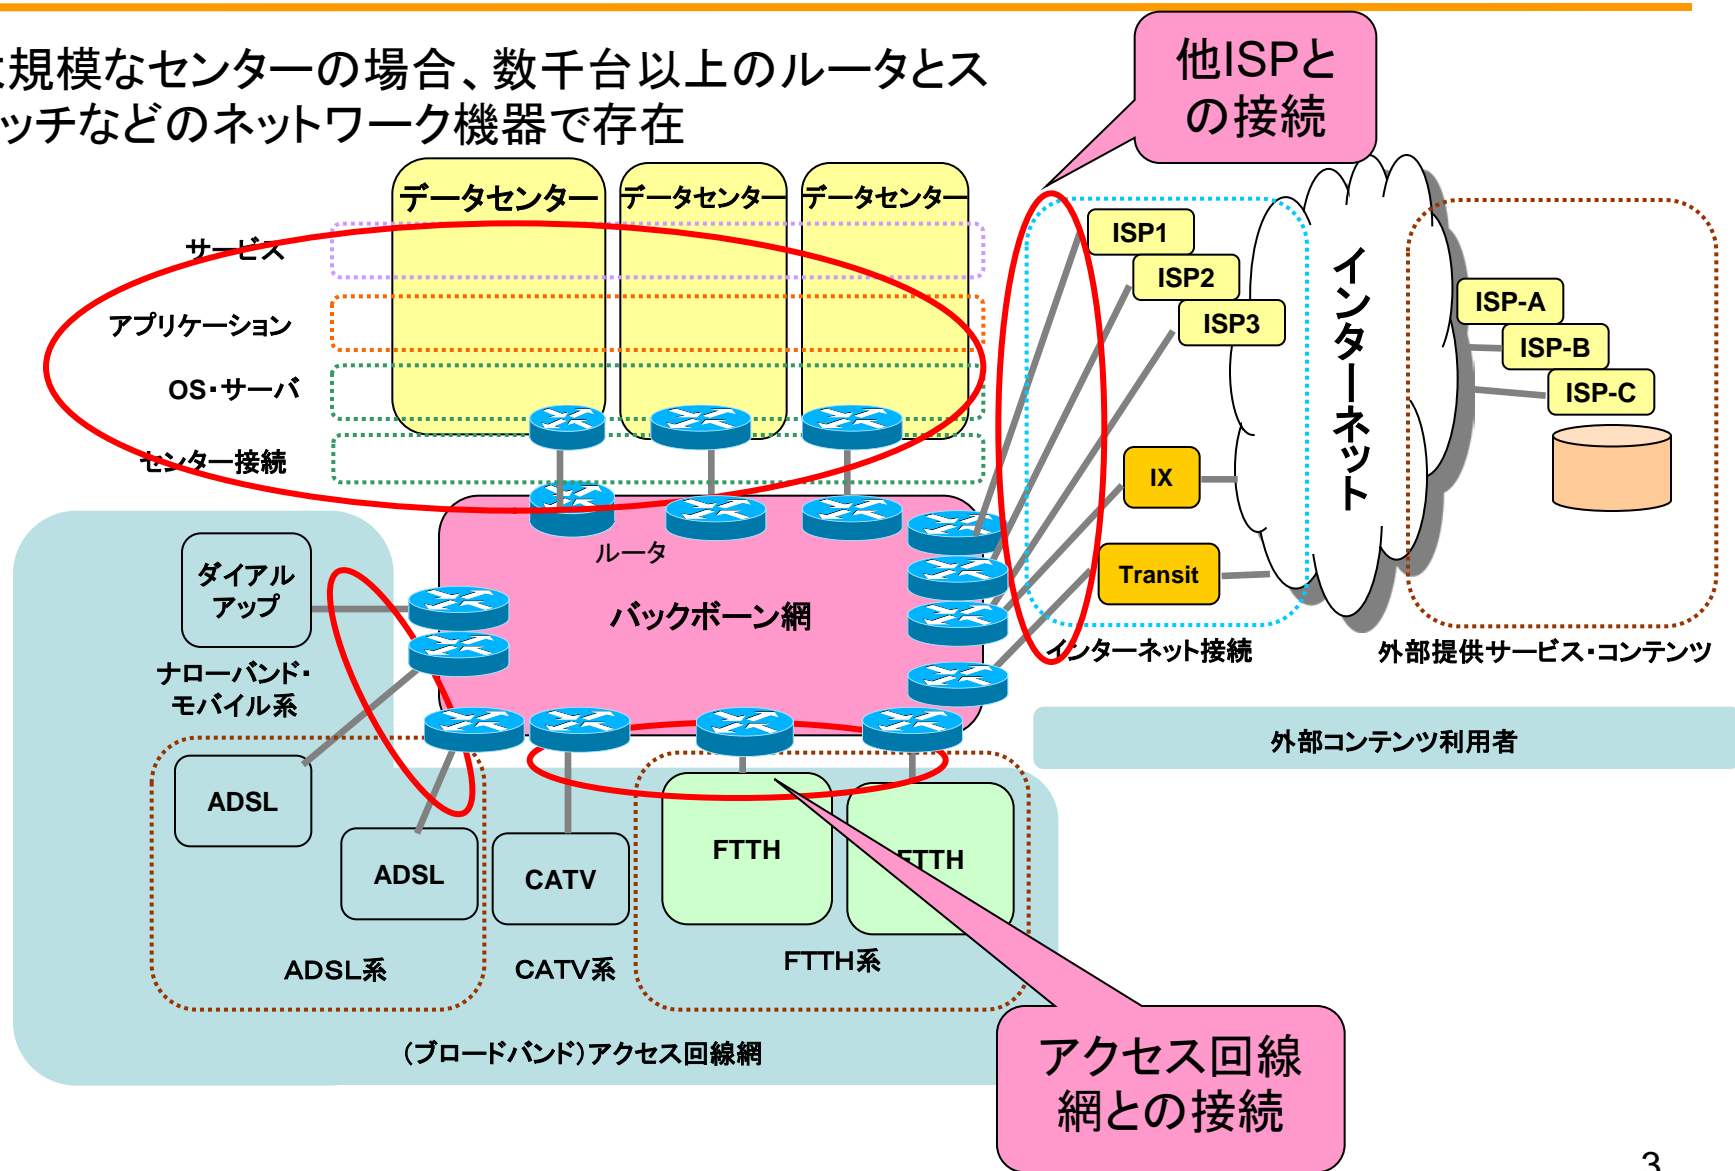 規模なセンターの場合、数千台以上のルータとス
ッチなどのネットワーク機器で存在
他ISPと
の接続
データセンター
データセンター
データセンター
サービス
アプリケーション
OS・サーバ
センター接続
ISP1
ISP2
ISP3
IX
Transit
インターネット
ISP-A
ISP-B
ISP-C
インターネット接続
外部提供サービス・コンテンツ
外部コンテンツ利用者
ルータ
バックボーン網
ダイアル
アップ
ナローバンド・
モバイル系
ADSL
ADSL
CATV
FTTH
FTTH
ADSL系
CATV系
FTTH系
(ブロードバンド)アクセス回線網
アクセス回線
網との接続
3